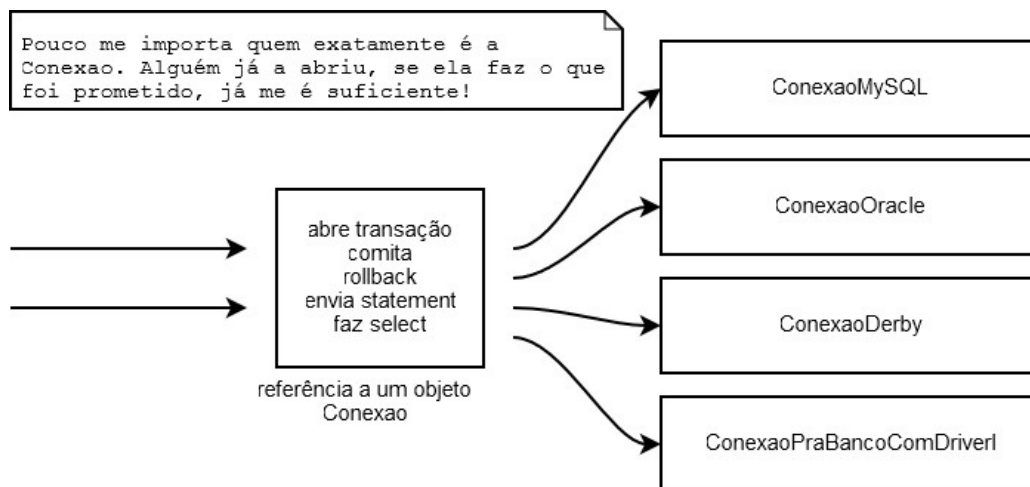 Pouco me importa quem exatamente é a
Conexao. Alguém já a abriu, se ela faz o que
foi prometido, já me é suficiente!
ConexaoMySQL
ConexaoOracle
abre transação
comita
rollback
envia statement
faz select
ConexaoDerby
referência a um objeto
Conexao
ConexaoPraBancoComDriverI